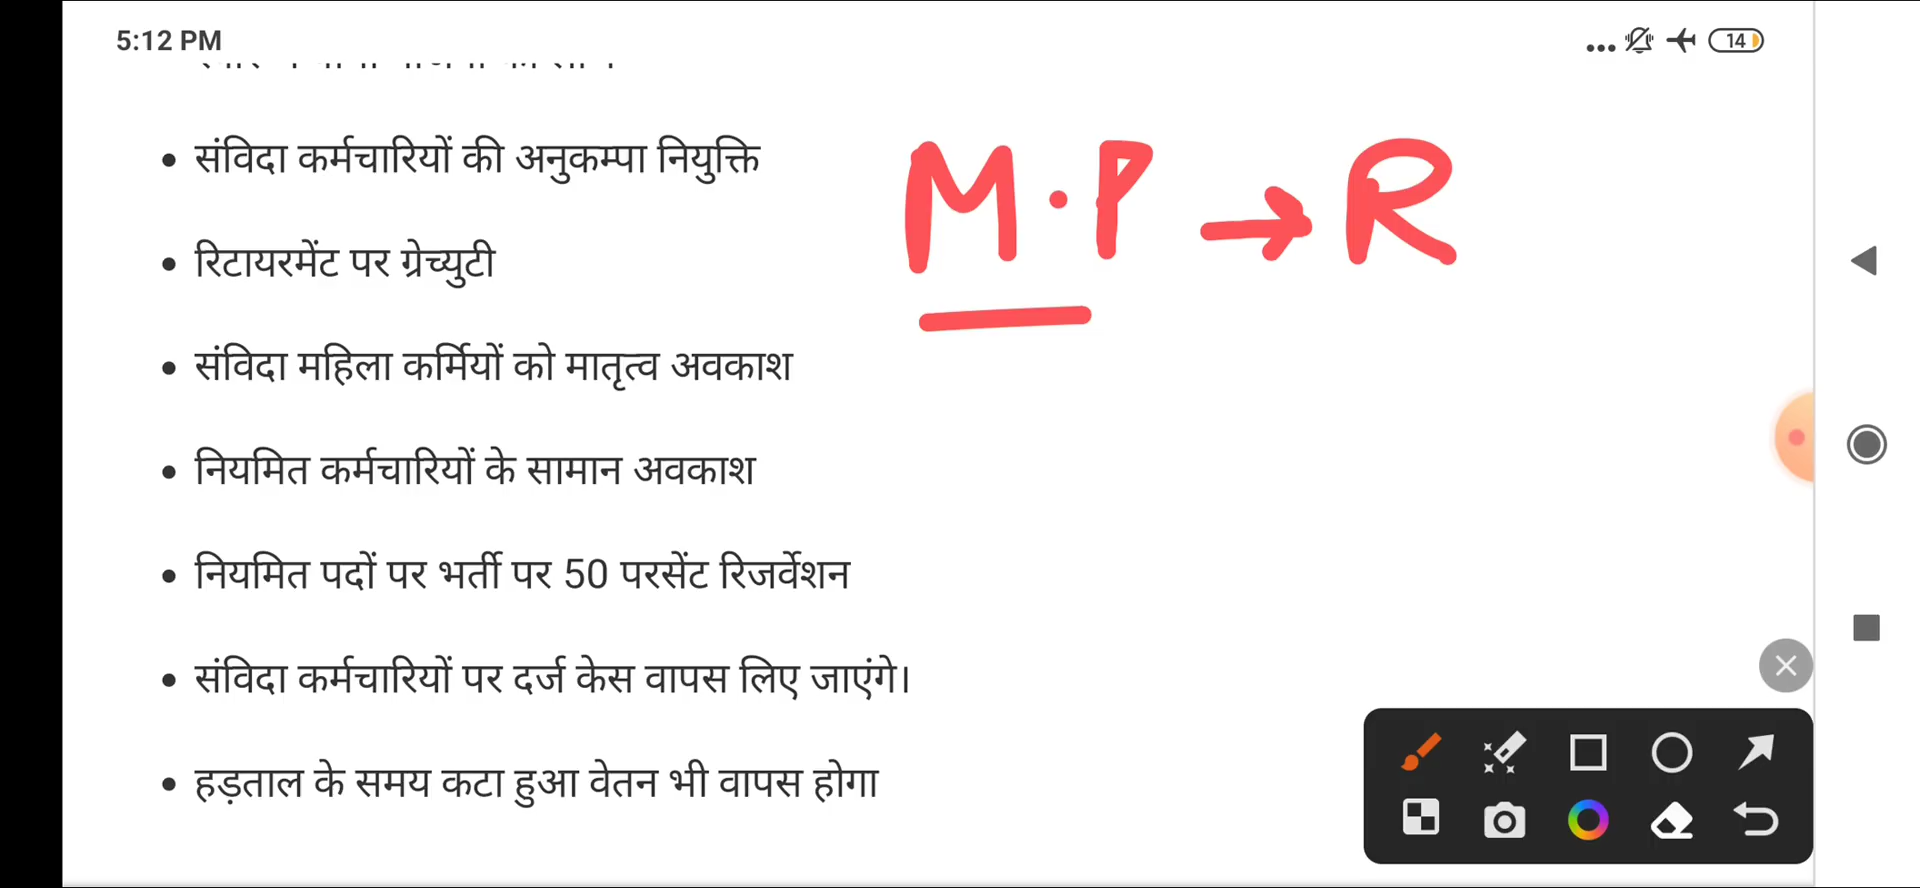 5:12 PM
14
संविदा कर्मचारियों की अनुकम्पा नियुक्ति
M.P → R
रिटायरमेंट पर ग्रेच्युटी
संविदा महिला कर्मियों को मातृत्व अवकाश
नियमित कर्मचारियों के सामान अवकाश
नियमित पदों पर भर्ती पर 50 परसेंट रिजर्वेशन
संविदा कर्मचारियों पर दर्ज केस वापस लिए जाएंगे।
हड़ताल के समय कटा हुआ वेतन भी वापस होगा